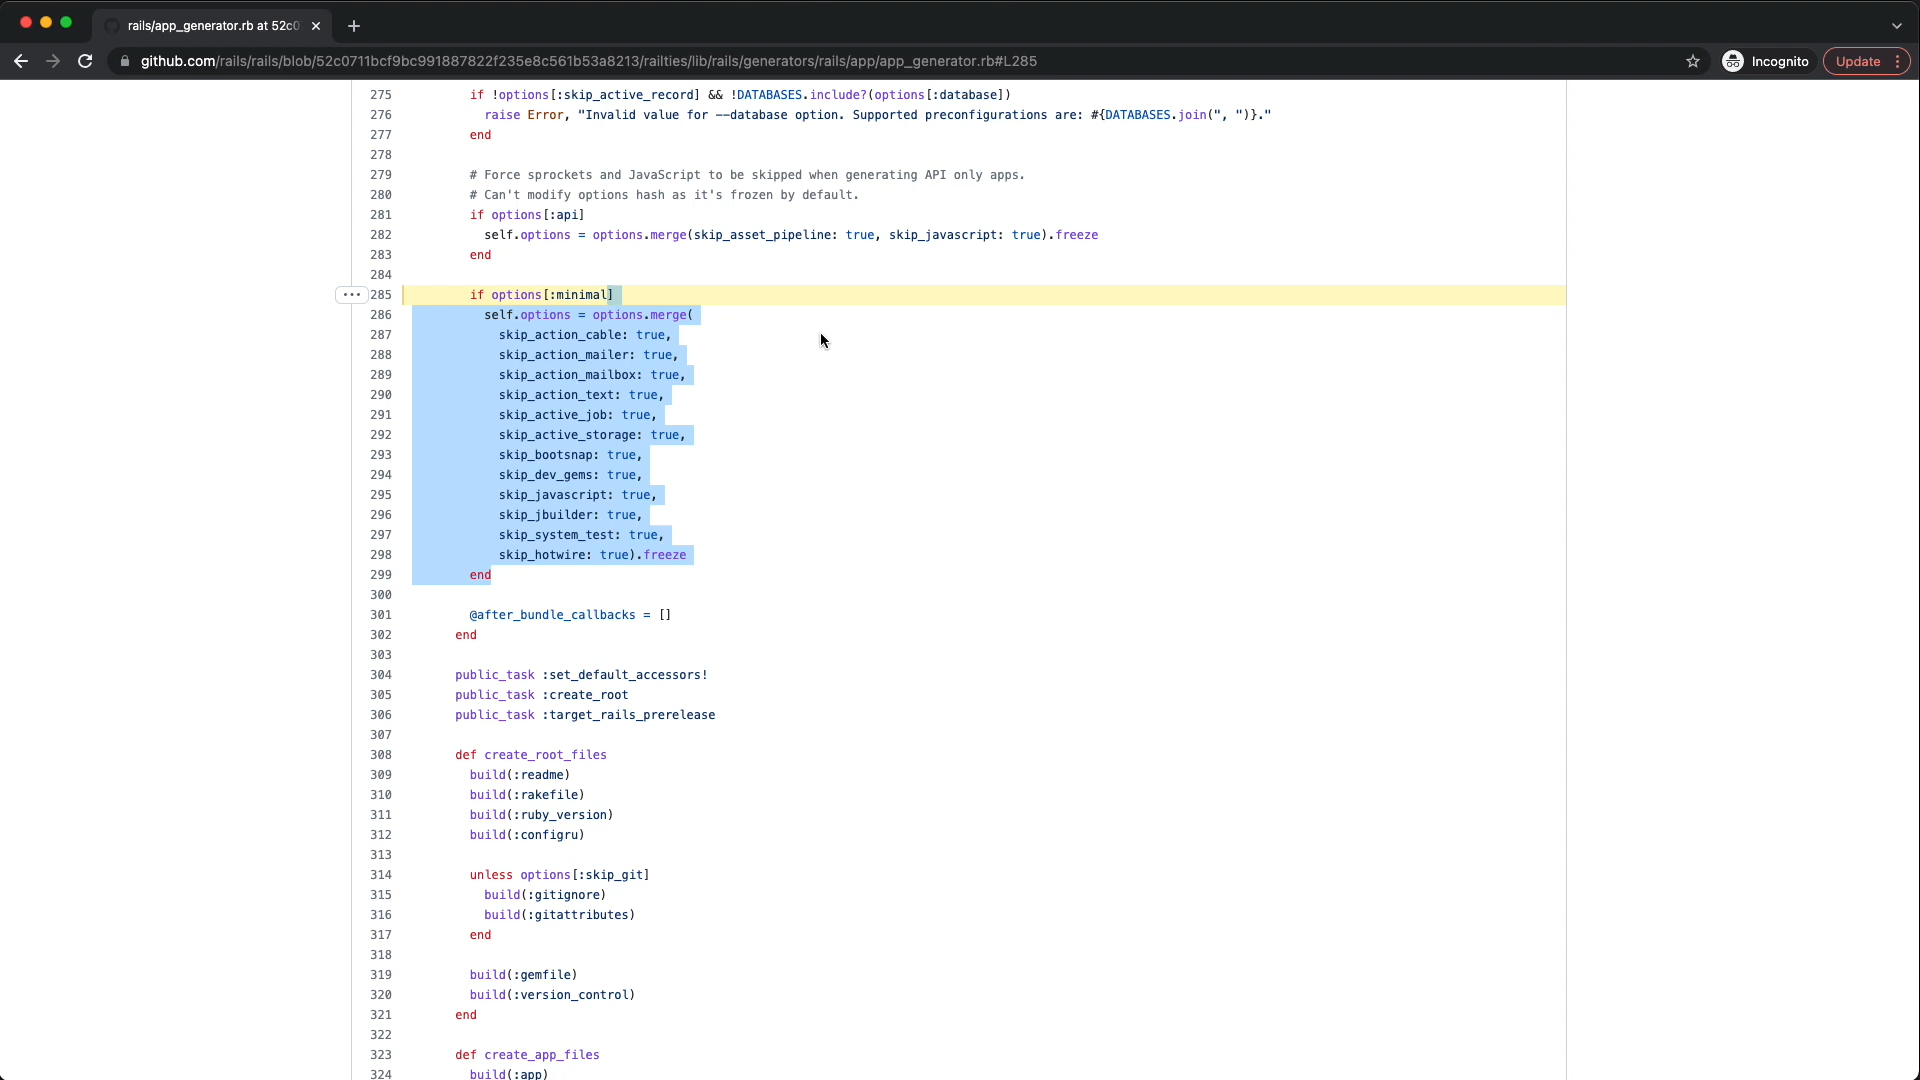 rails/app_generator.rb at 52c0
github.com/rails/rails/blob/52c0711bcf9bc991887822f235e8c561b53a8213/railties/lib/rails/generators/rails/app/app_generator.rb#L285
Incognito
Update
275 if !options[:skip_active_record] && !DATABASES.include?(options[:database])
276 raise Error, "Invalid value for --database option. Supported preconfigurations are: #{DATABASES.join(", ")}."
277 end
278
279 # Force sprockets and JavaScript to be skipped when generating API only apps.
280 # Can't modify options hash as it's frozen by default.
281 if options[:api]
282 self.options = options.merge(skip_asset_pipeline: true, skip_javascript: true).freeze
283 end
284
285 if options[:minimal]
286 self.options = options.merge(
287 skip_action_cable: true,
288 skip_action_mailer: true,
289 skip_action_mailbox: true,
290 skip_action_text: true,
291 skip_active_job: true,
292 skip_active_storage: true,
293 skip_bootsnap: true,
294 skip_dev_gems: true,
295 skip_javascript: true,
296 skip_jbuilder: true,
297 skip_system_test: true,
298 skip_hotwire: true).freeze
299 end
300
301 @after_bundle_callbacks = []
302 end
303
304 public_task :set_default_accessors!
305 public_task :create_root
306 public_task :target_rails_prerelease
307
308 def create_root_files
309 build(:readme)
310 build(:rakefile)
311 build(:ruby_version)
312 build(:configru)
313
314 unless options[:skip_git]
315 build(:gitignore)
316 build(:gitattributes)
317 end
318
319 build(:gemfile)
320 build(:version_control)
321 end
322
323 def create_app_files
324 build(:app)